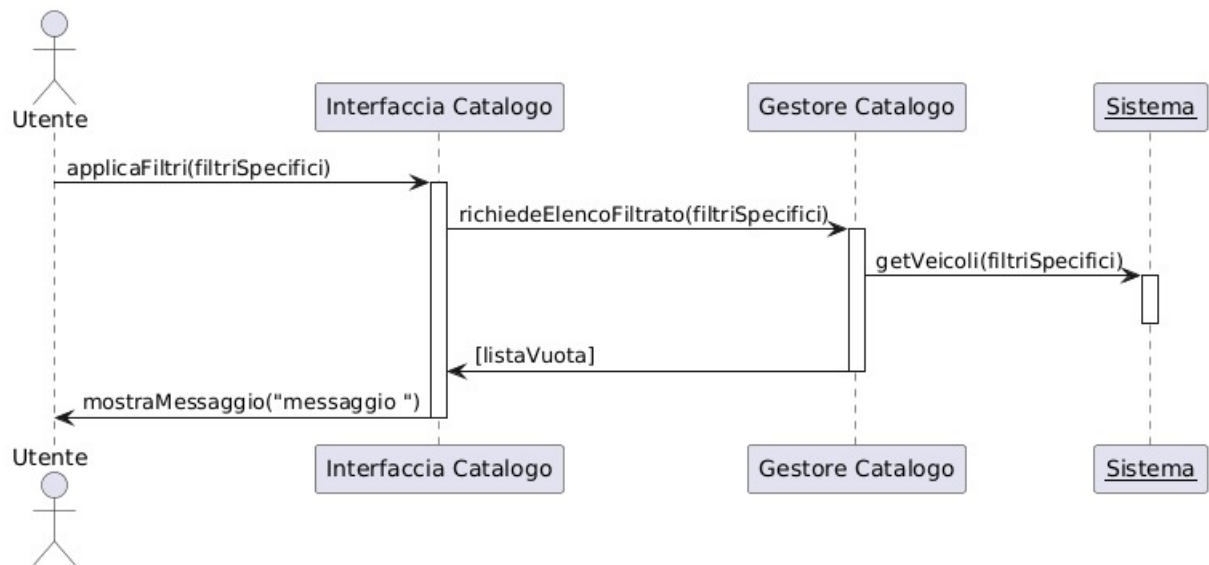 Utente
Interfaccia Catalogo
Gestore Catalogo
Sistema
applicaFiltri(filtriSpecifici)
richiedeElencoFiltrato(filtriSpecifici)
getVeicoli(filtriSpecifici)
[listaVuota]
mostraMessaggio("messaggio ")
Utente
Interfaccia Catalogo
Gestore Catalogo
Sistema